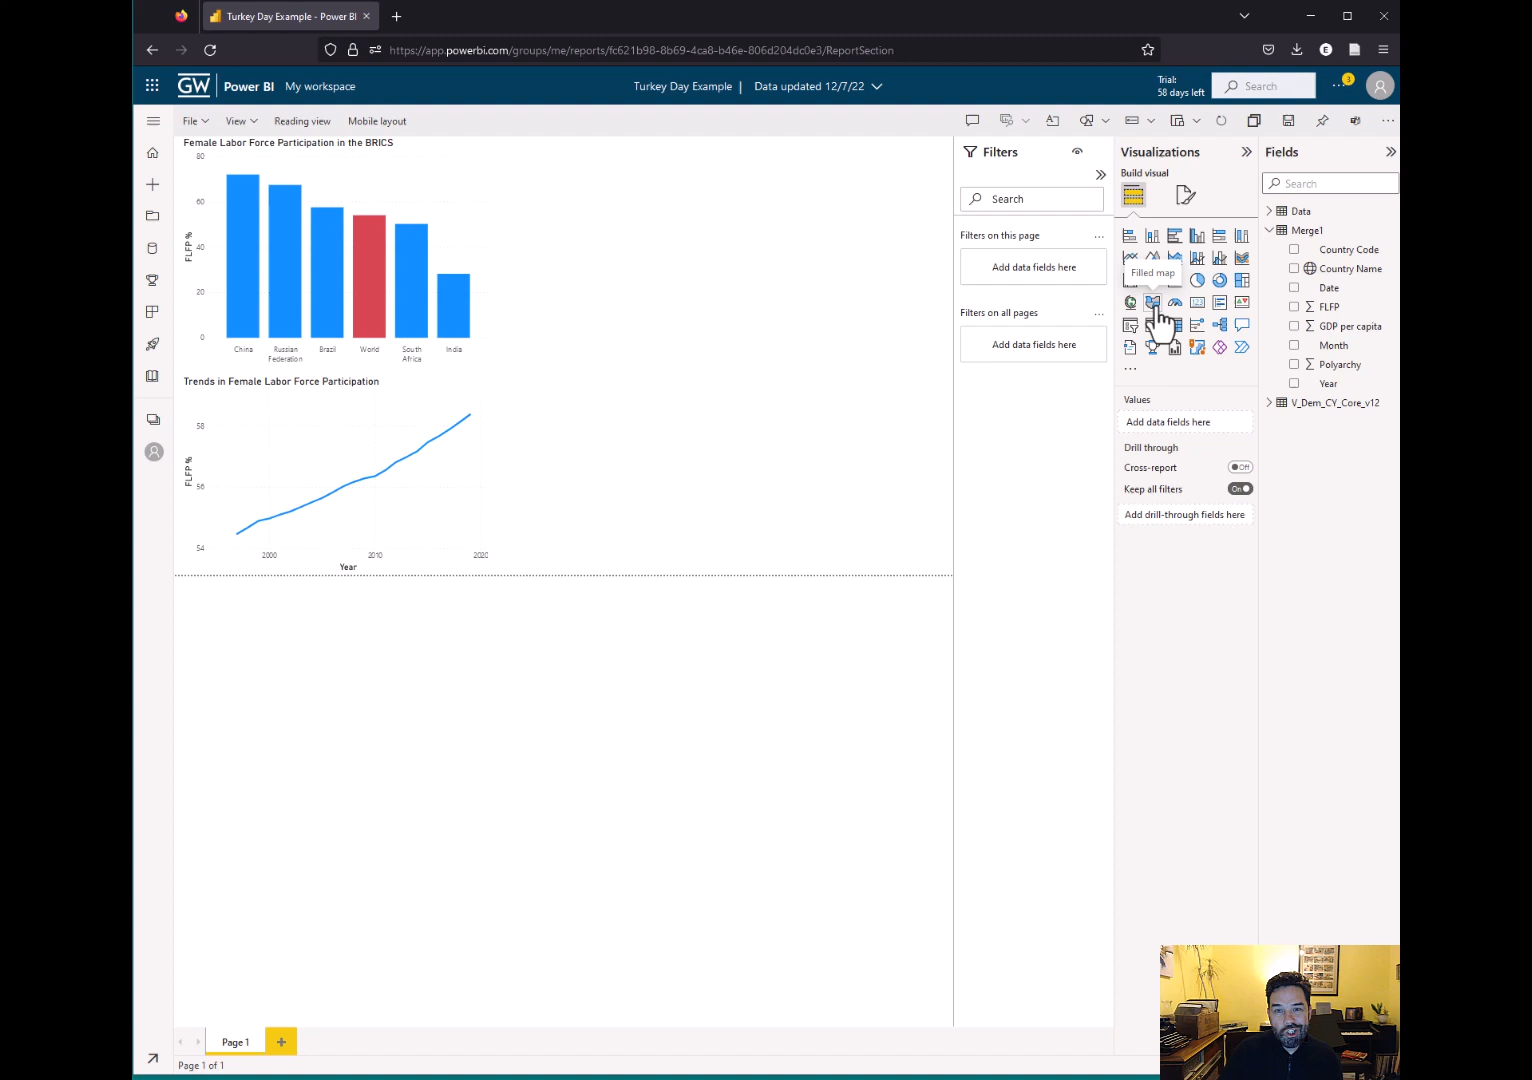 Turkey Day Example - Power BI
https://app.powerbi.com/groups/me/reports/fc621b98-8b69-4ca8-b46e-806d204dc0e3/ReportSection
E
GW Power BI My workspace
Turkey Day Example | Data updated 12/7/22
Trial:
58 days left
Search
3
File View Reading view Mobile layout
Female Labor Force Participation in the BRICS
80
60
40
20
0
FLFP %
China
Russian
Federation
Brazil
World
South
Africa
India
Trends in Female Labor Force Participation
58
56
54
FLFP %
2000 2010 2020
Year
Filters
Search
Filters on this page
Add data fields here
Filters on all pages
Add data fields here
Visualizations
Build visual
Filled map
123
Values
Add data fields here
Drill through
Cross-report Off
Keep all filters On
Add drill-through fields here
Fields
Search
Data
Merge1
Country Code
Country Name
Date
Σ FLFP
Σ GDP per capita
Month
Σ Polyarchy
Year
V_Dem_CY_Core_v12
Page 1
Page 1 of 1